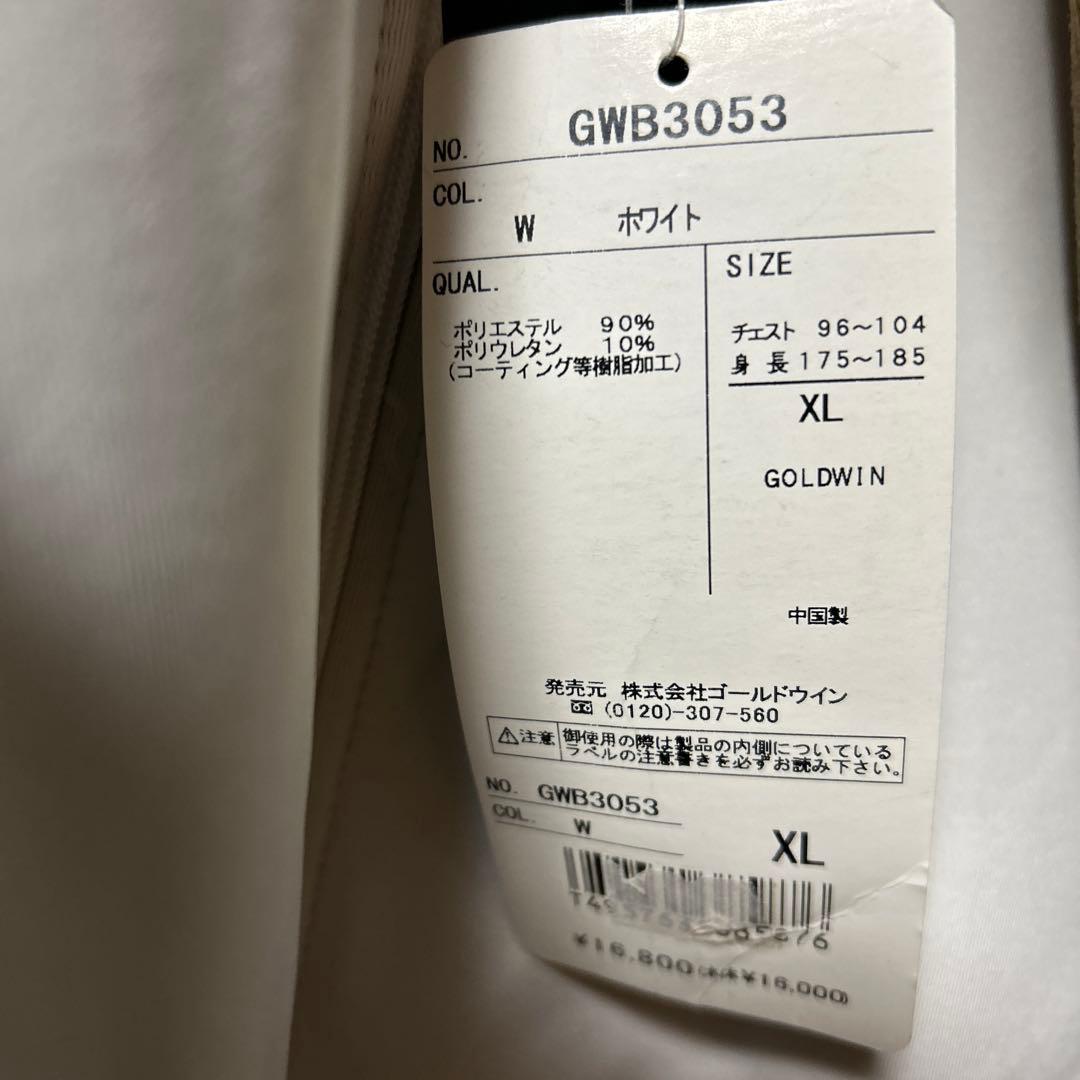 NO. GWB3053
COL.
W ホワイト
QUAL.
ポリエステル 90%
ポリウレタン 10%
(コーティング等樹脂加工)
SIZE
チェスト 96~104
身 長 175~185
XL
GOLDWIN
中国製
発売元 株式会社ゴールドウイン
(0120)-307-560
⚠注意 御使用の際は製品の内側についている
ラベルの注意書きを必ずお読み下さい。
NO. GWB3053
COL. W
XL
¥16,800(本体¥16,000)